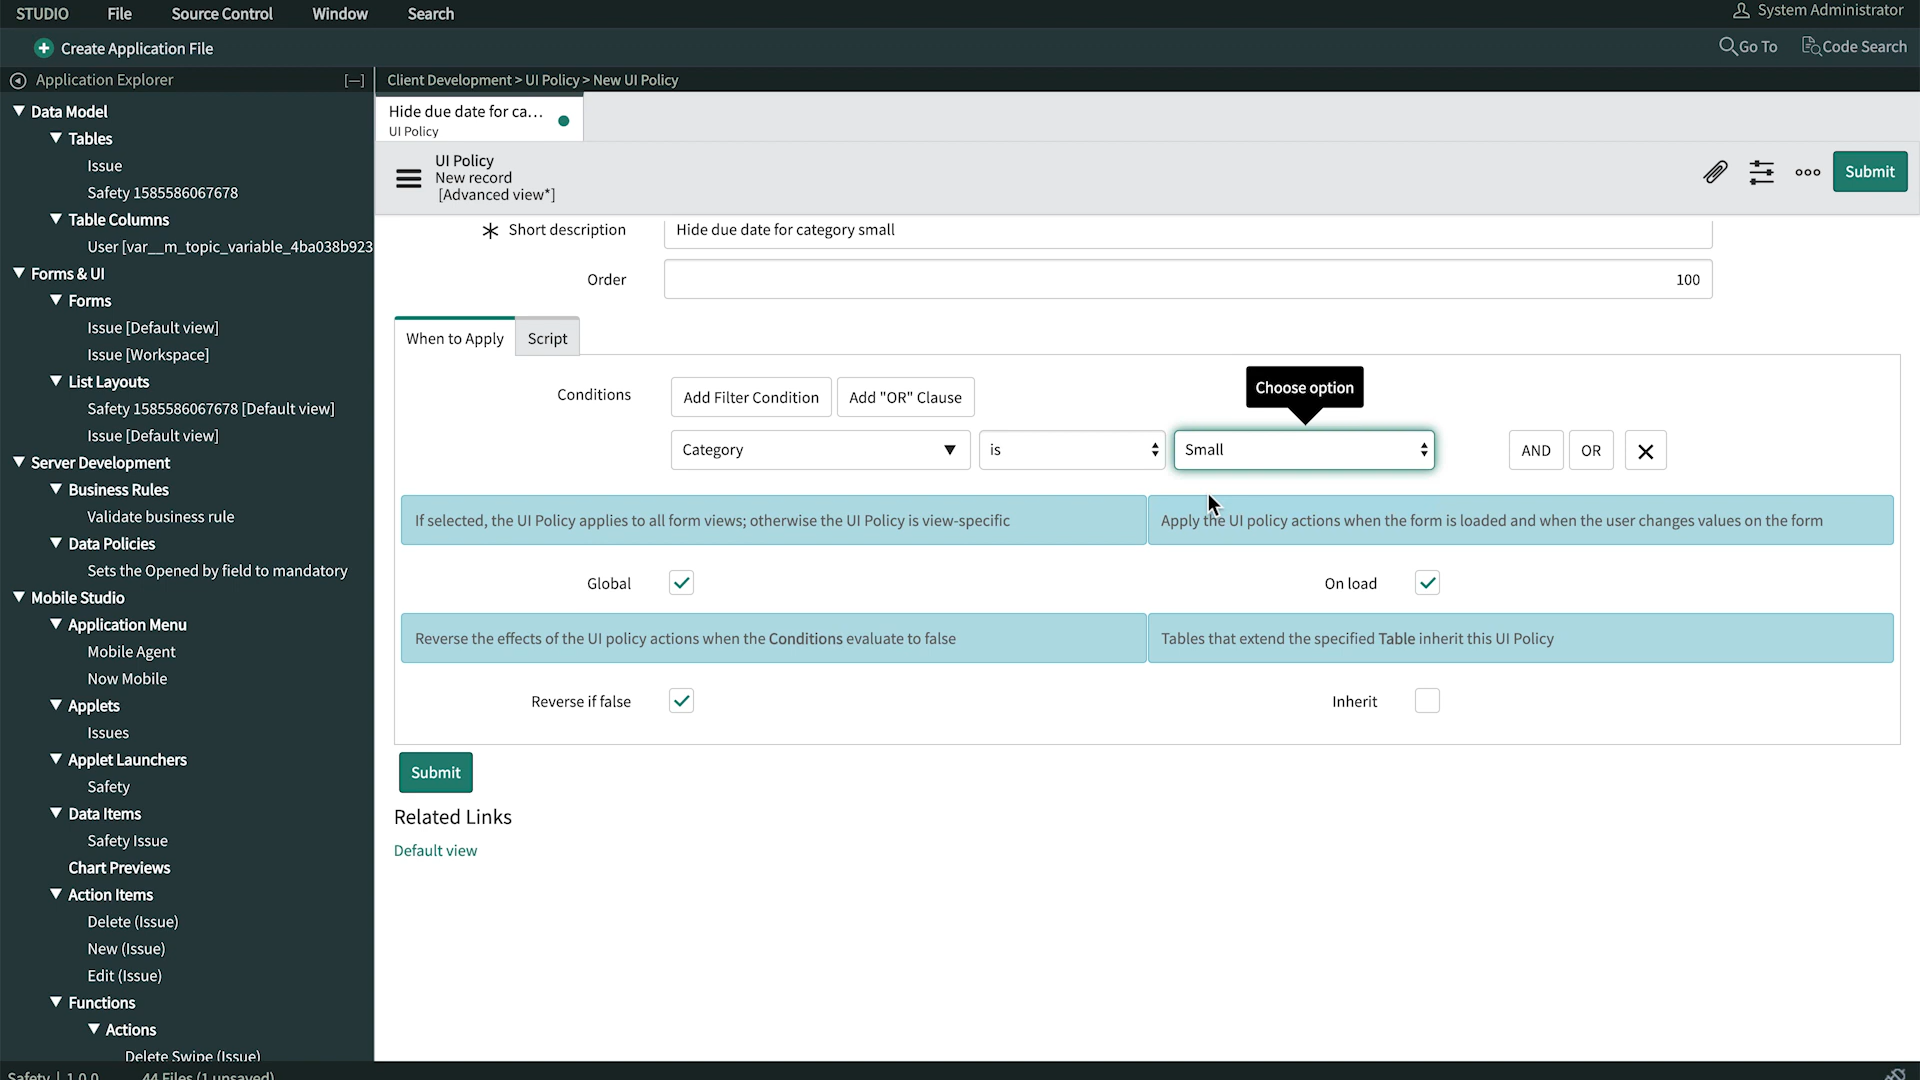 STUDIO File Source Control Window Search System Administrator
Create Application File Go To Code Search
Application Explorer [—] Client Development > UI Policy > New UI Policy
Data Model
Tables
Issue
Safety 1585586067678
Table Columns
User [var__m_topic_variable_4ba038b923
Forms & UI
Forms
Issue [Default view]
Issue [Workspace]
List Layouts
Safety 1585586067678 [Default view]
Issue [Default view]
Server Development
Business Rules
Validate business rule
Data Policies
Sets the Opened by field to mandatory
Mobile Studio
Application Menu
Mobile Agent
Now Mobile
Applets
Issues
Applet Launchers
Safety
Data Items
Safety Issue
Chart Previews
Action Items
Delete (Issue)
New (Issue)
Edit (Issue)
Functions
Actions
Delete Swipe (Issue)
Hide due date for ca...
UI Policy
UI Policy
New record
[Advanced view*]
Submit
Short description Hide due date for category small
Order 100
When to Apply Script
Conditions Add Filter Condition Add "OR" Clause
Choose option
Category is Small AND OR
If selected, the UI Policy applies to all form views; otherwise the UI Policy is view-specific
Apply the UI policy actions when the form is loaded and when the user changes values on the form
Global On load
Reverse the effects of the UI policy actions when the Conditions evaluate to false
Tables that extend the specified Table inherit this UI Policy
Reverse if false Inherit
Submit
Related Links
Default view
Safety | 1.0.0 44 Files (1 unsaved)